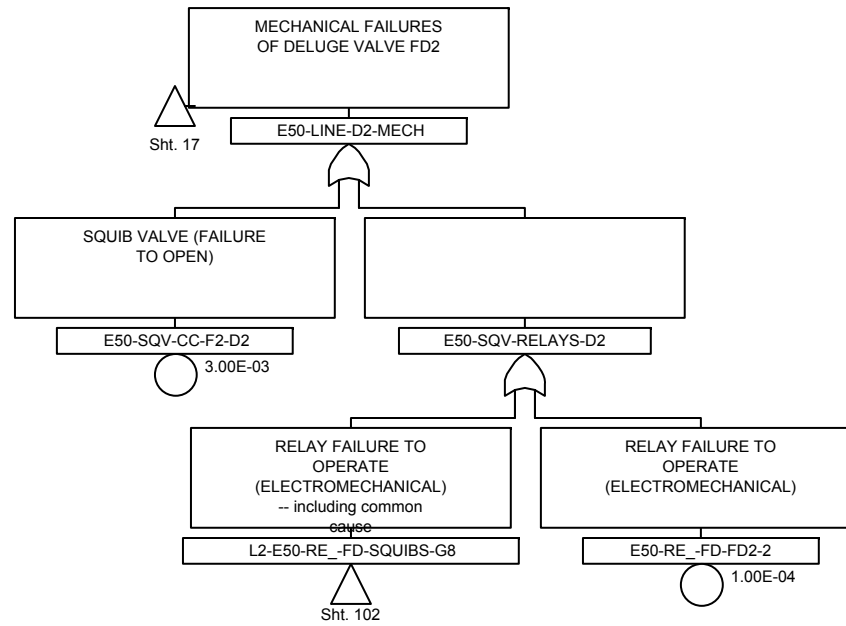 MECHANICAL FAILURES
OF DELUGE VALVE FD2
Sht. 17
E50-LINE-D2-MECH
SQUIB VALVE (FAILURE
TO OPEN)
E50-SQV-CC-F2-D2
3.00E-03
E50-SQV-RELAYS-D2
RELAY FAILURE TO
OPERATE
(ELECTROMECHANICAL)
-- including common
cause
L2-E50-RE_-FD-SQUIBS-G8
Sht. 102
RELAY FAILURE TO
OPERATE
(ELECTROMECHANICAL)
E50-RE_-FD-FD2-2
1.00E-04